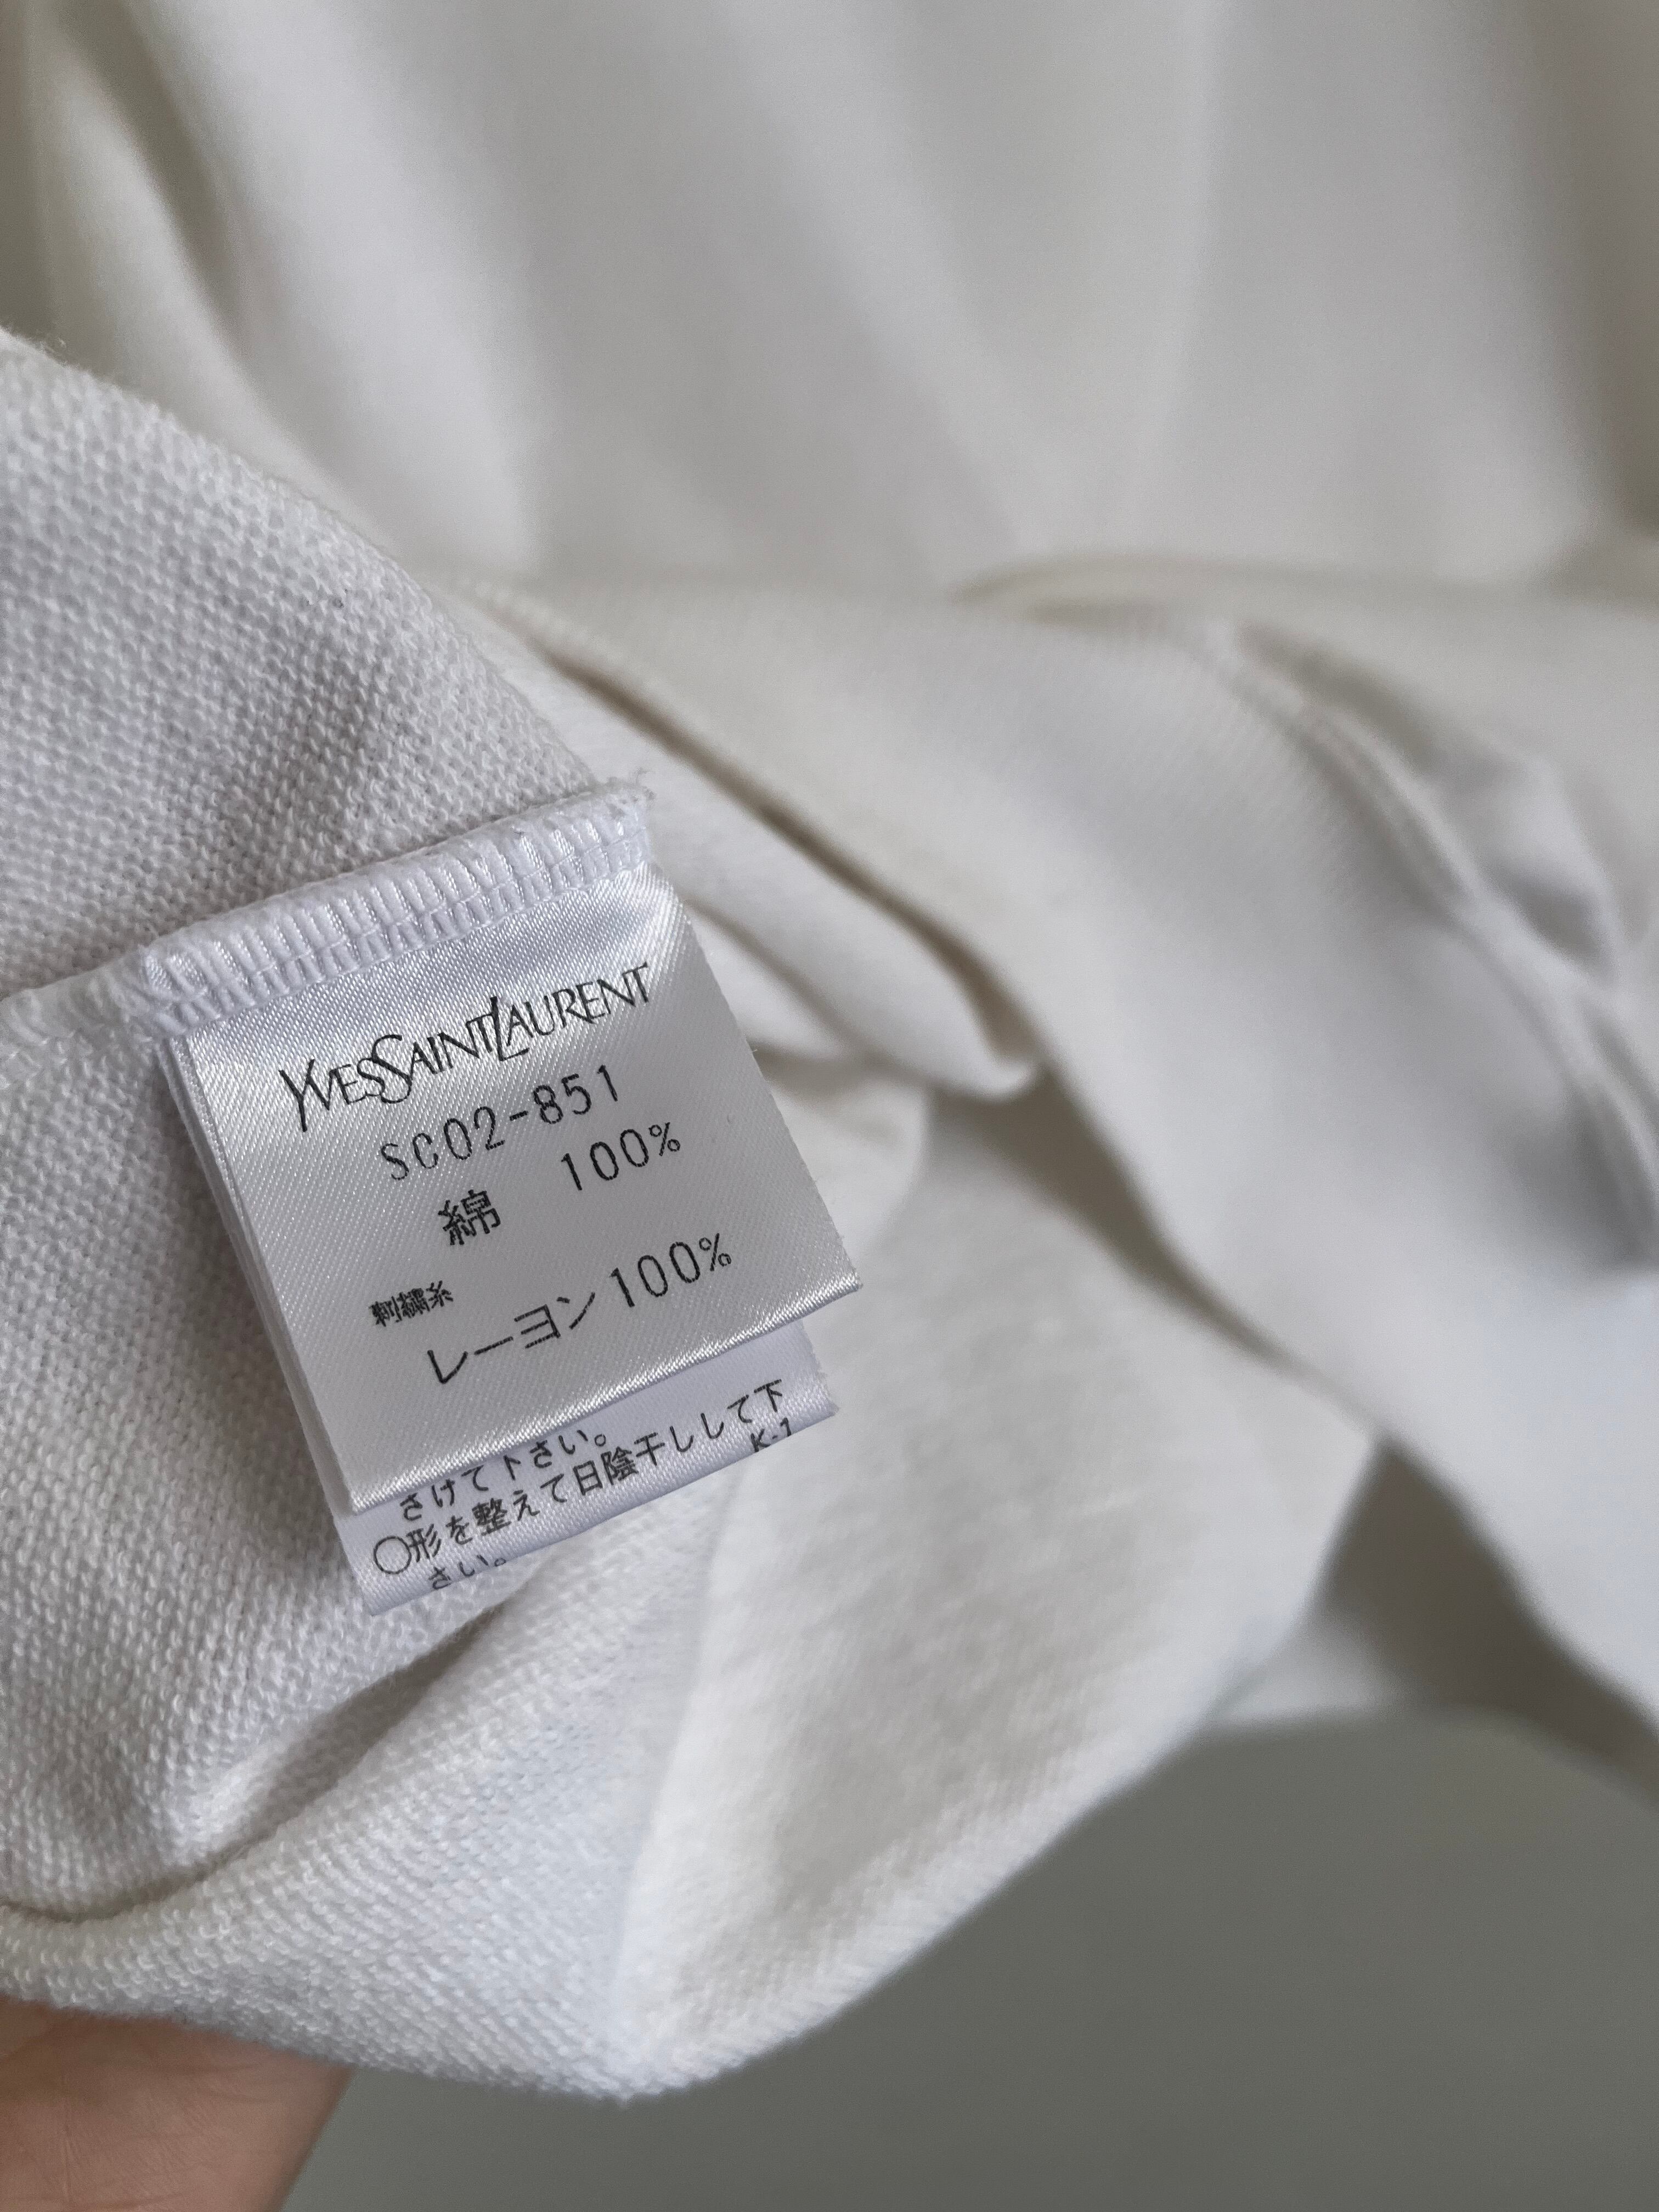 YVESSAINTLAURENT
SC02-851
綿 100%
刺繍糸
レーヨン100%
さけて下さい。
○形を整えて日陰干しして下
さい。
K-1